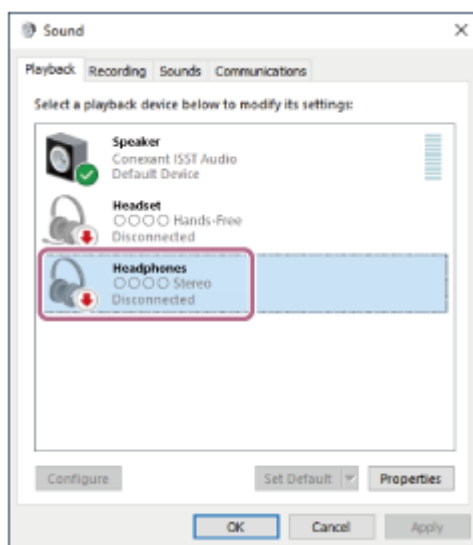 Sound
Playback Recording Sounds Communications
Select a playback device below to modify its settings:
Speaker
Conexant ISST Audio
Default Device
Headset
○○○○ Hands-Free
Disconnected
Headphones
○○○○ Stereo
Disconnected
Configure Set Default Properties
OK Cancel Apply